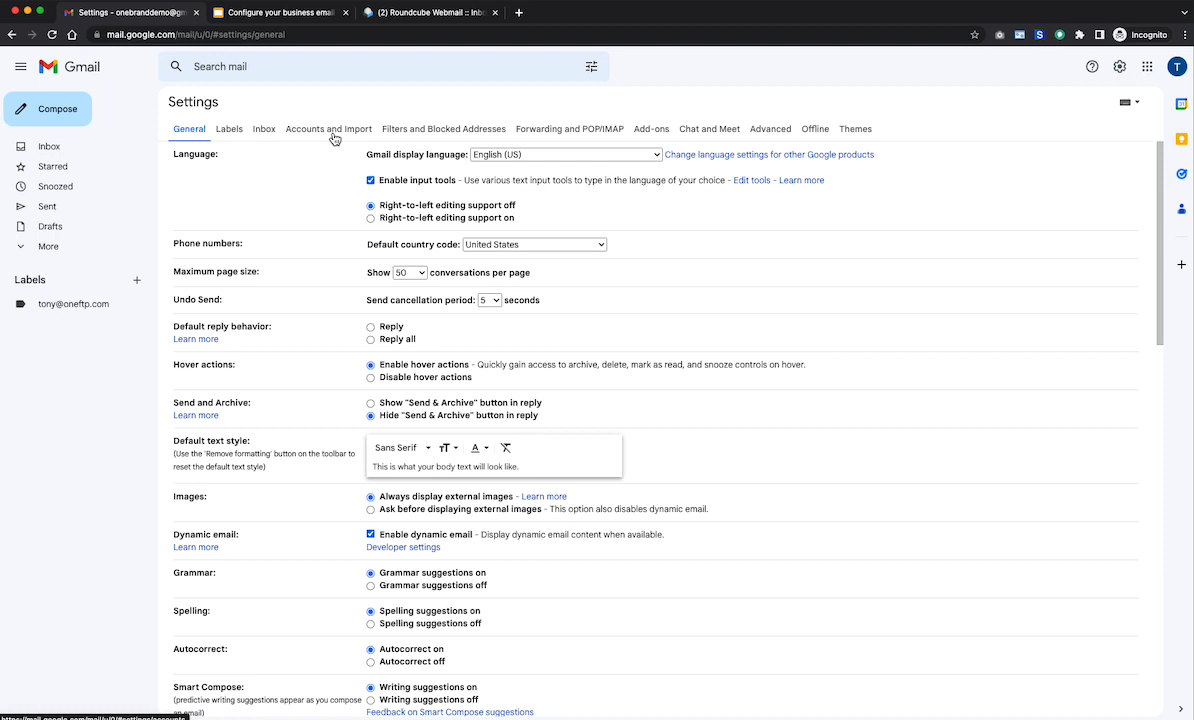 Settings - onebranddemo@gm
Configure your business email
(2) Roundcube Webmail :: Inbo
mail.google.com/mail/u/0/#settings/general
Incognito
Gmail
Search mail
T
Compose
Inbox
Starred
Snoozed
Sent
Drafts
More
Labels
tony@oneftp.com
Settings
General Labels Inbox Accounts and Import Filters and Blocked Addresses Forwarding and POP/IMAP Add-ons Chat and Meet Advanced Offline Themes
Language:
Gmail display language: English (US) Change language settings for other Google products
Enable input tools - Use various text input tools to type in the language of your choice - Edit tools - Learn more
Right-to-left editing support off
Right-to-left editing support on
Phone numbers:
Default country code: United States
Maximum page size:
Show 50 conversations per page
Undo Send:
Send cancellation period: 5 seconds
Default reply behavior:
Learn more
Reply
Reply all
Hover actions:
Enable hover actions - Quickly gain access to archive, delete, mark as read, and snooze controls on hover.
Disable hover actions
Send and Archive:
Learn more
Show "Send & Archive" button in reply
Hide "Send & Archive" button in reply
Default text style:
(Use the 'Remove formatting' button on the toolbar to
reset the default text style)
Sans Serif
This is what your body text will look like.
Images:
Always display external images - Learn more
Ask before displaying external images - This option also disables dynamic email.
Dynamic email:
Learn more
Enable dynamic email - Display dynamic email content when available.
Developer settings
Grammar:
Grammar suggestions on
Grammar suggestions off
Spelling:
Spelling suggestions on
Spelling suggestions off
Autocorrect:
Autocorrect on
Autocorrect off
Smart Compose:
(predictive writing suggestions appear as you compose
an email)
Writing suggestions on
Writing suggestions off
Feedback on Smart Compose suggestions
https://mail.google.com/mail/u/0/#settings/accounts